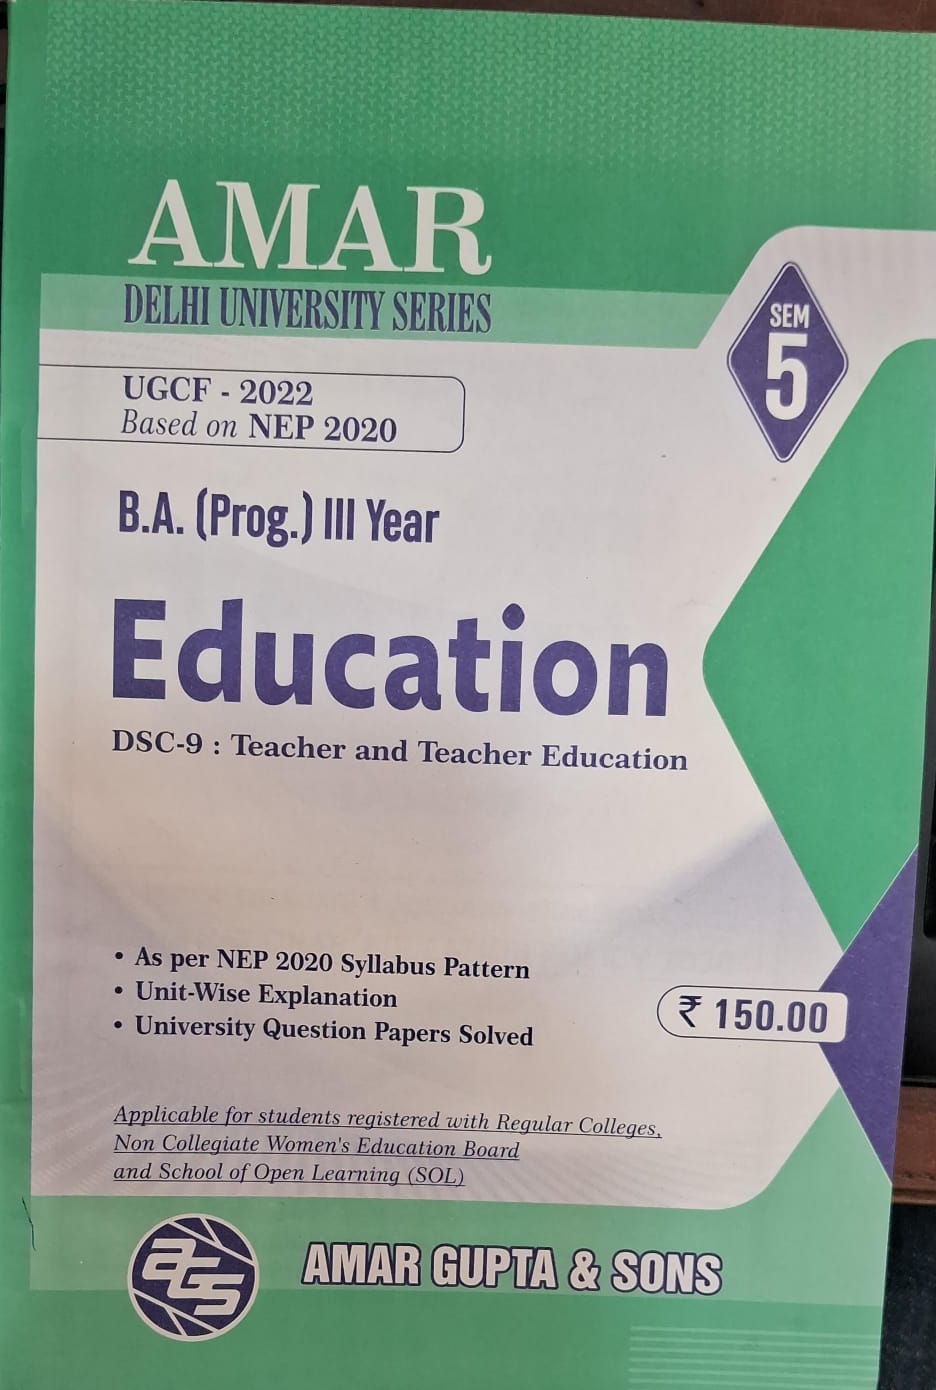 AMAR
DELHI UNIVERSITY SERIES
SEM
5
UGCF - 2022
Based on NEP 2020
B.A. (Prog.) III Year
Education
DSC-9 : Teacher and Teacher Education
• As per NEP 2020 Syllabus Pattern
• Unit-Wise Explanation
• University Question Papers Solved
₹ 150.00
Applicable for students registered with Regular Colleges,
Non Collegiate Women's Education Board
and School of Open Learning (SOL)
aGs
AMAR GUPTA & SONS